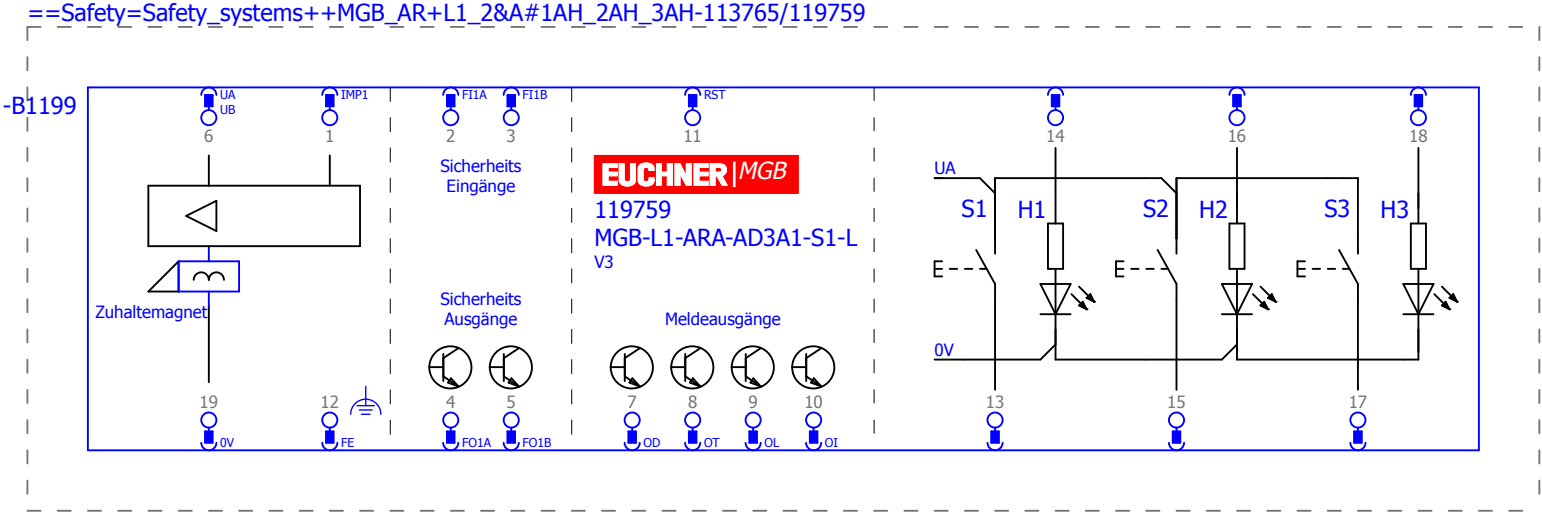 ==Safety=Safety_systems++MGB_AR+L1_2&A#1AH_2AH_3AH-113765/119759
-B1199
UA
UB
IMP1
FI1A
FI1B
RST
6
1
2
3
11
14
16
18
Sicherheits
Eingänge
EUCHNER|MGB
119759
MGB-L1-ARA-AD3A1-S1-L
V3
UA
S1
H1
S2
H2
S3
H3
E
E
E
Zuhaltemagnet
Sicherheits
Ausgänge
Meldeausgänge
0V
19
12
4
5
7
8
9
10
13
15
17
0V
FE
FO1A
FO1B
OD
OT
OL
OI